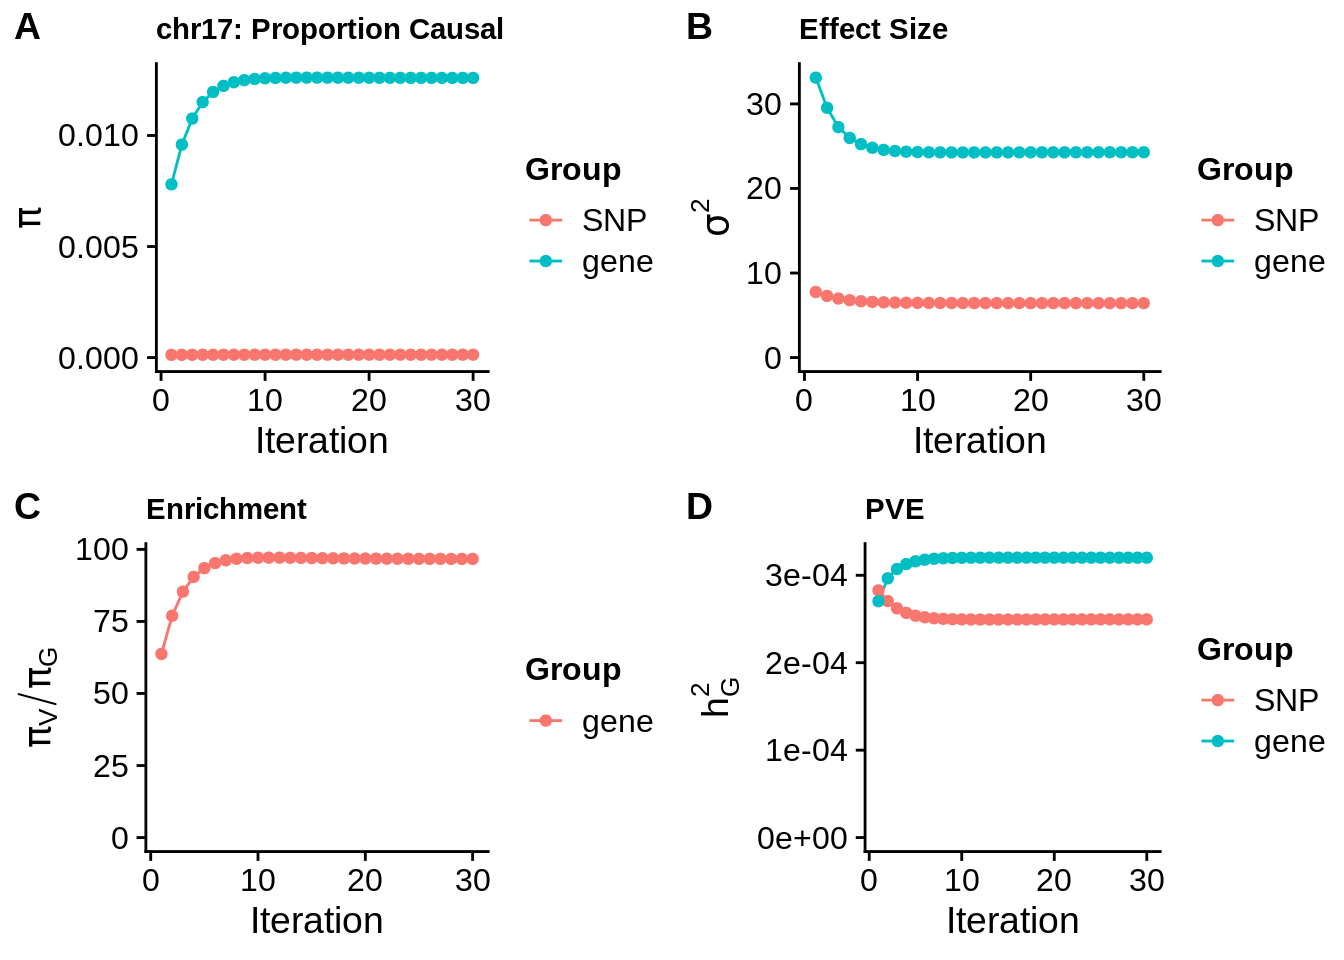 A
chr17: Proportion Causal
π
0.010
0.005
0.000
0 10 20 30
Iteration
Group
SNP
gene
B
Effect Size
σ²
30
20
10
0
0 10 20 30
Iteration
Group
SNP
gene
C
Enrichment
πV/πG
100
75
50
25
0
0 10 20 30
Iteration
Group
gene
D
PVE
h²G
3e-04
2e-04
1e-04
0e+00
0 10 20 30
Iteration
Group
SNP
gene